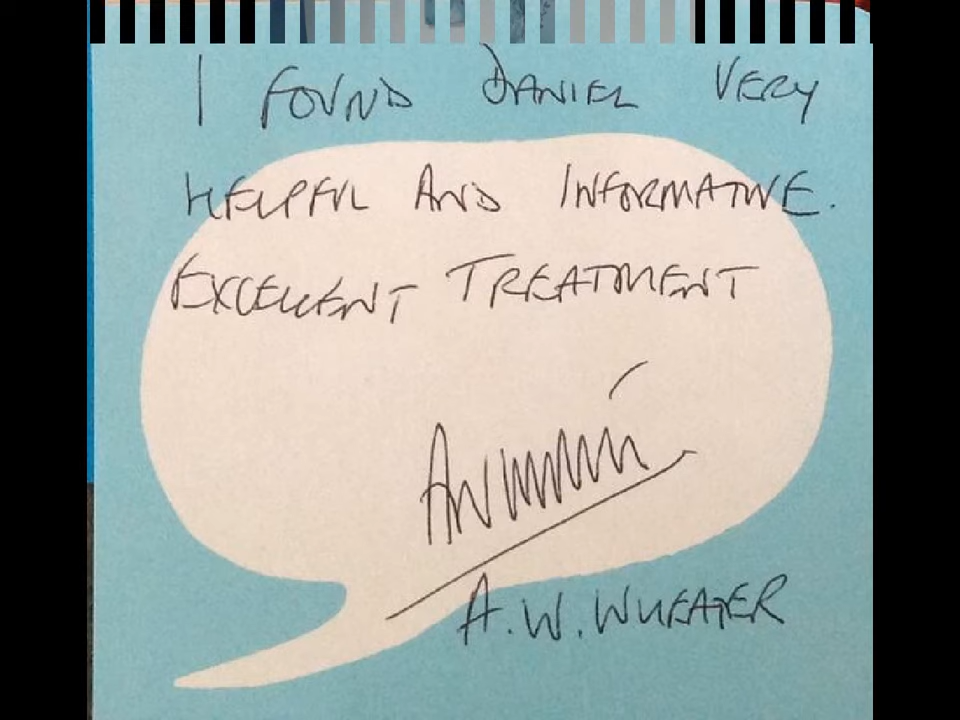 I FOUND DANIEL VERY
HELPFUL AND INFORMATIVE.
EXCELLENT TREATMENT
A.W. WHEATER